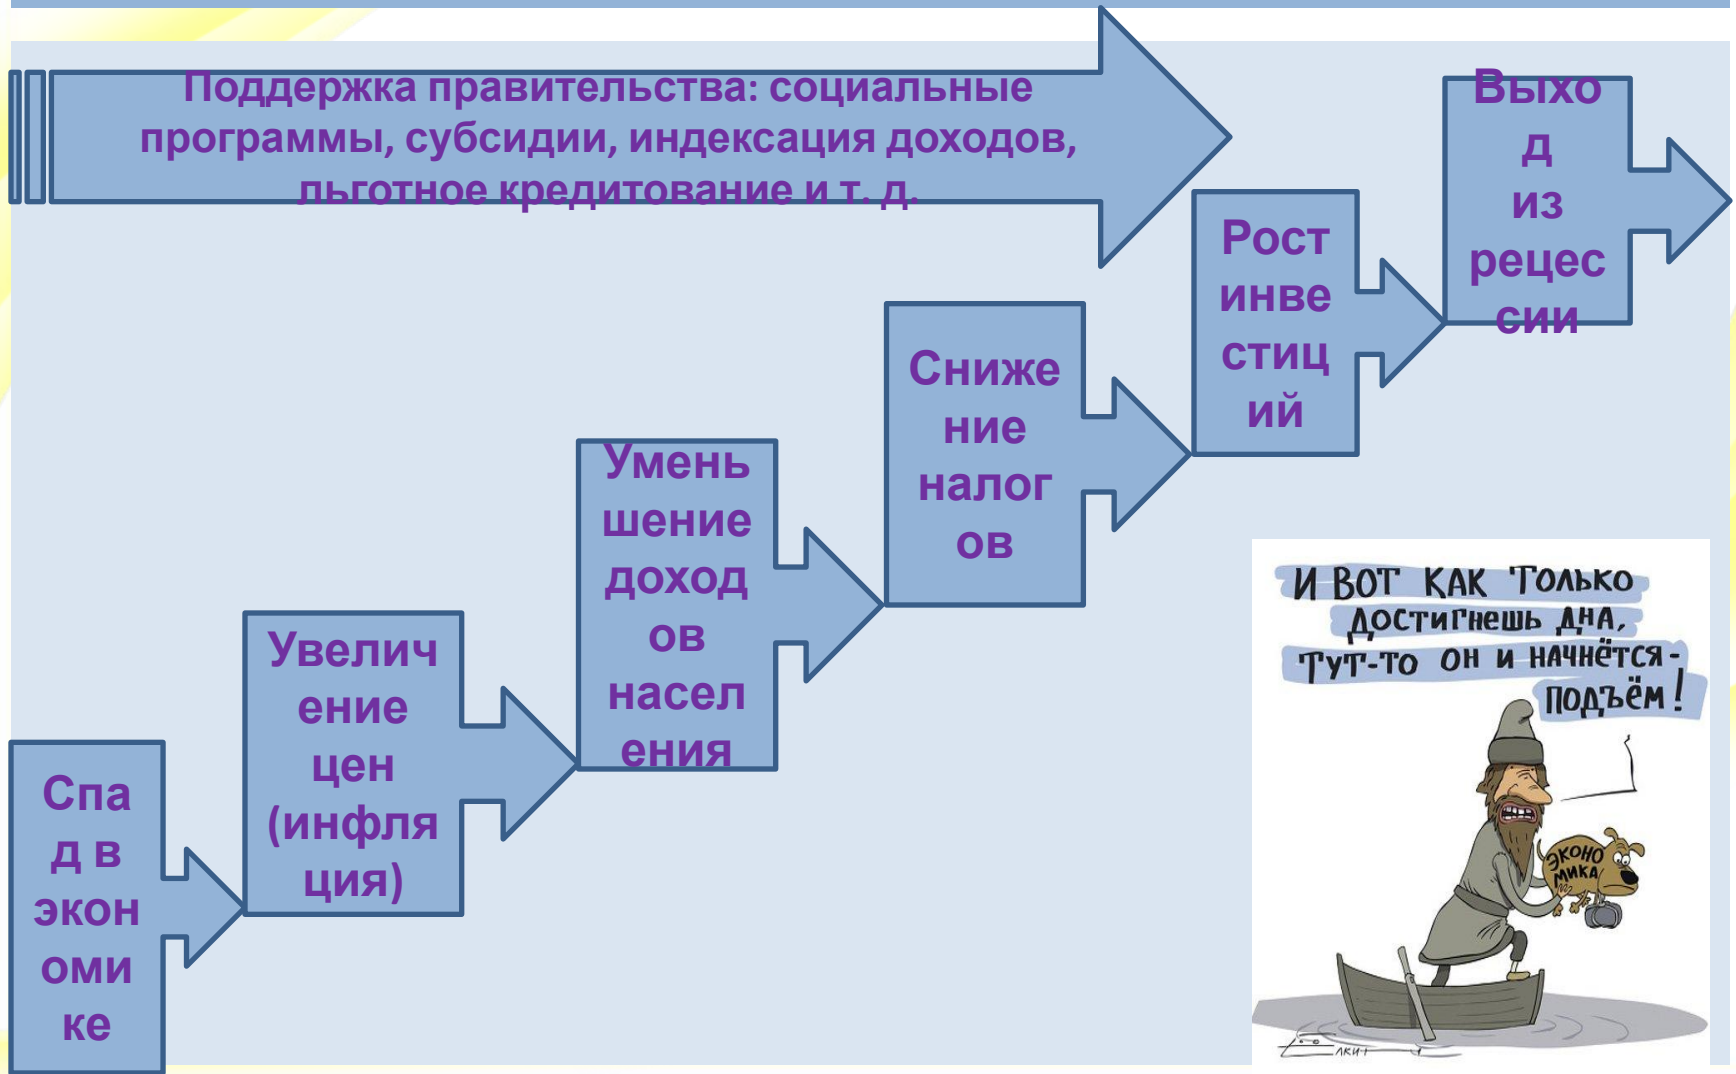 Поддержка правительства: социальные
программы, субсидии, индексация доходов,
льготное кредитование и т. д.
Выхо
д
из
рецес
сии
Рост
инве
стиц
ий
Сниже
ние
налог
ов
Умень
шение
доход
ов
насел
ения
Увелич
ение
цен
(инфля
ция)
Спа
д в
экон
оми
ке
И ВОТ КАК ТОЛЬКО
ДОСТИГНЕШЬ ДНА,
ТУТ-ТО ОН И НАЧНЁТСЯ -
ПОДЪЁМ!
ЭКОНО
МИКА